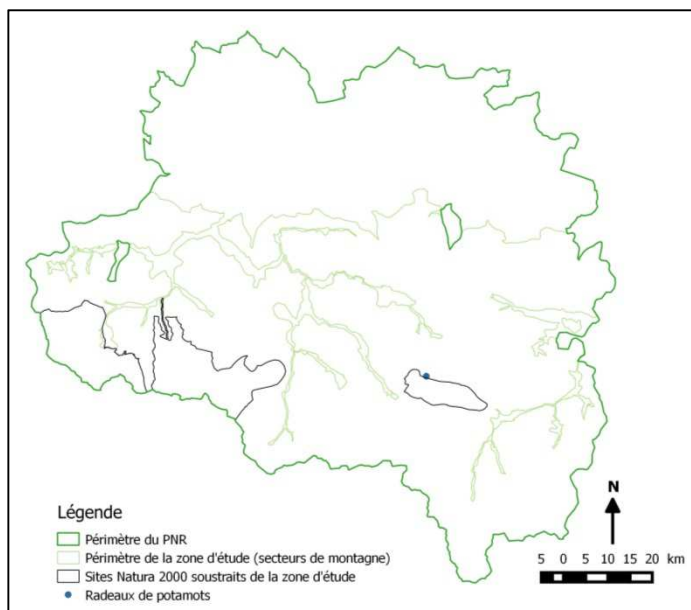 Légende
Périmètre du PNR
Périmètre de la zone d'étude (secteurs de montagne)
Sites Natura 2000 soustraits de la zone d'étude
Radeaux de potamots
N
5 0 5 10 15 20 km